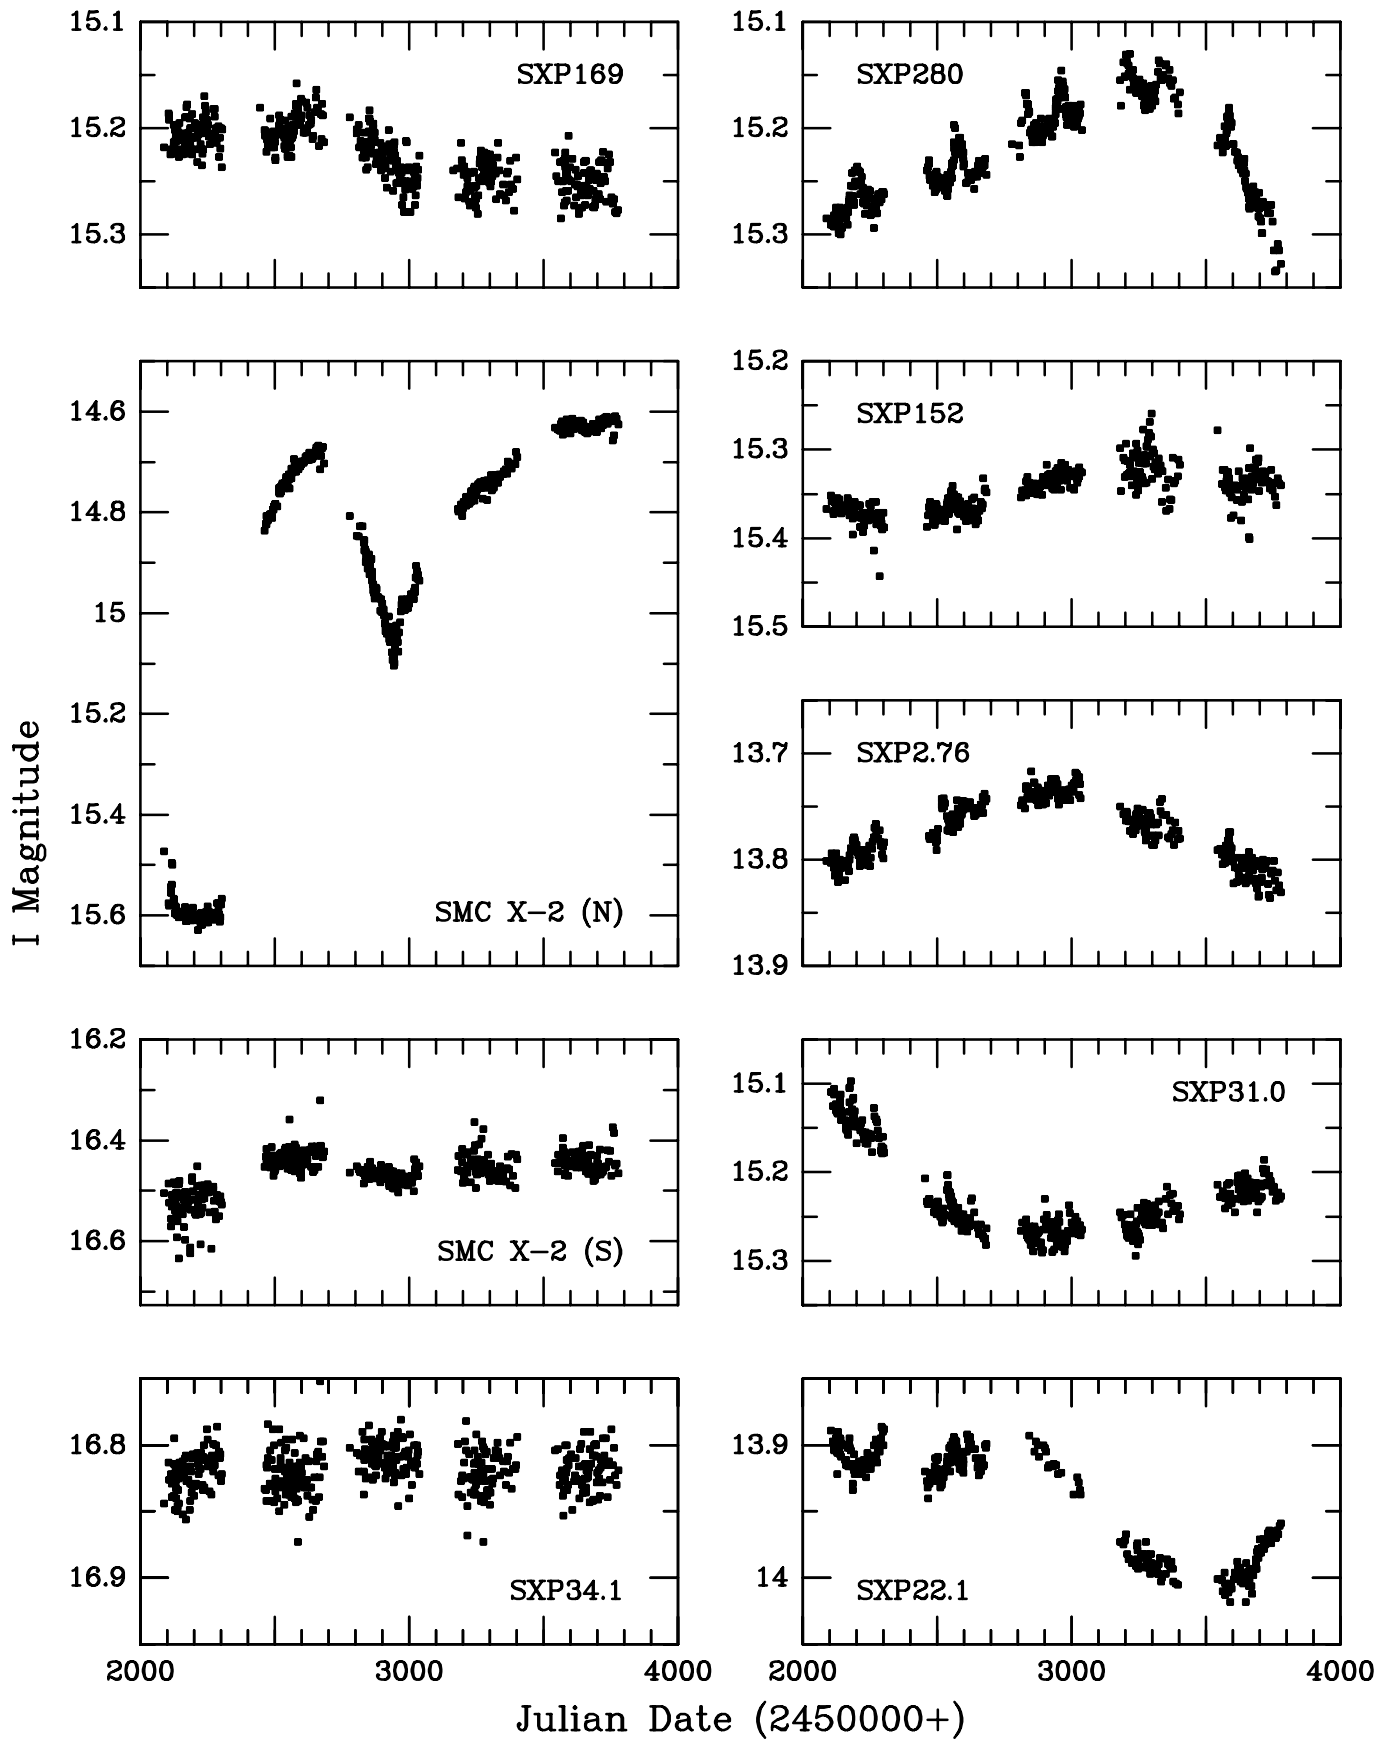 15.1
15.2
15.3
SXP169
15.1
15.2
15.3
SXP280
14.6
14.8
15
15.2
15.4
15.6
SMC X-2 (N)
15.2
15.3
15.4
15.5
SXP152
13.7
13.8
13.9
SXP2.76
I Magnitude
16.2
16.4
16.6
SMC X-2 (S)
15.1
15.2
15.3
SXP31.0
16.8
16.9
SXP34.1
13.9
14
SXP22.1
2000 3000 4000
2000 3000 4000
Julian Date (2450000+)